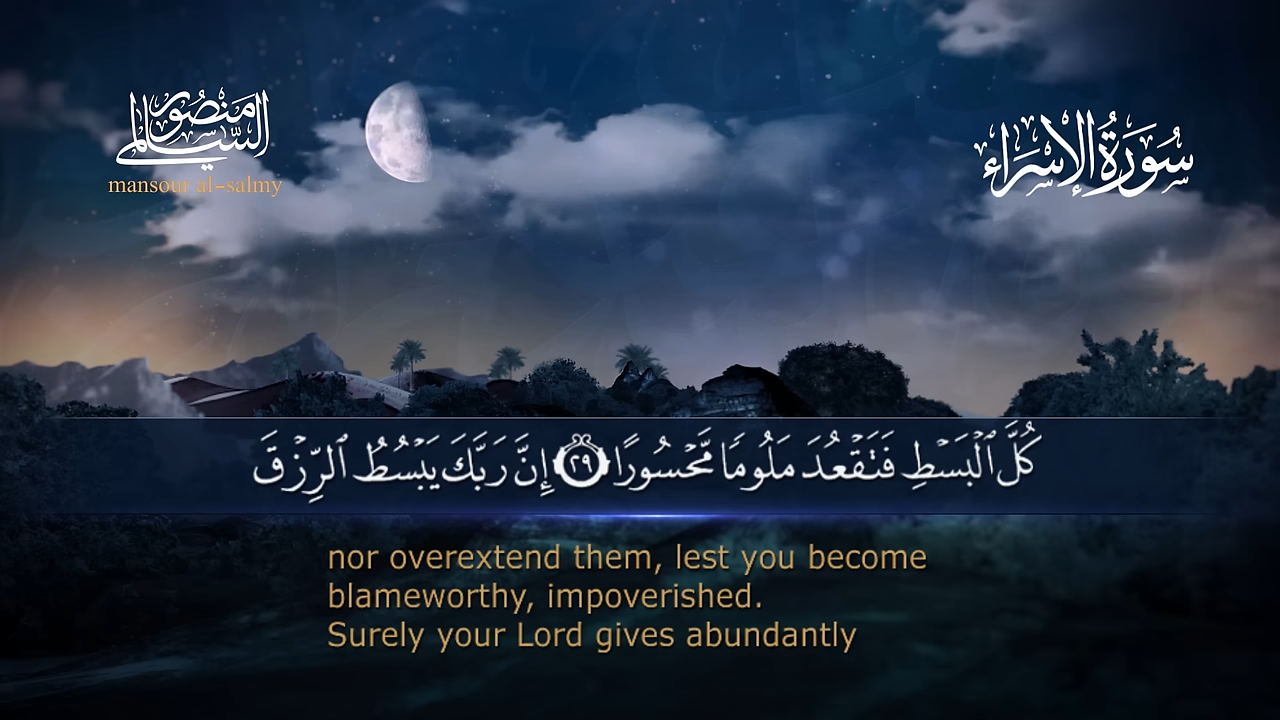 منصور السالمي
mansour al-salmy
سُورَةُ الإِسْرَاءِ
كُلَّ ٱلْبَسْطِ فَتَقْعُدَ مَلُومًا مَّحْسُورًا ٢٩ إِنَّ رَبَّكَ يَبْسُطُ ٱلرِّزْقَ
nor overextend them, lest you become
blameworthy, impoverished.
Surely your Lord gives abundantly